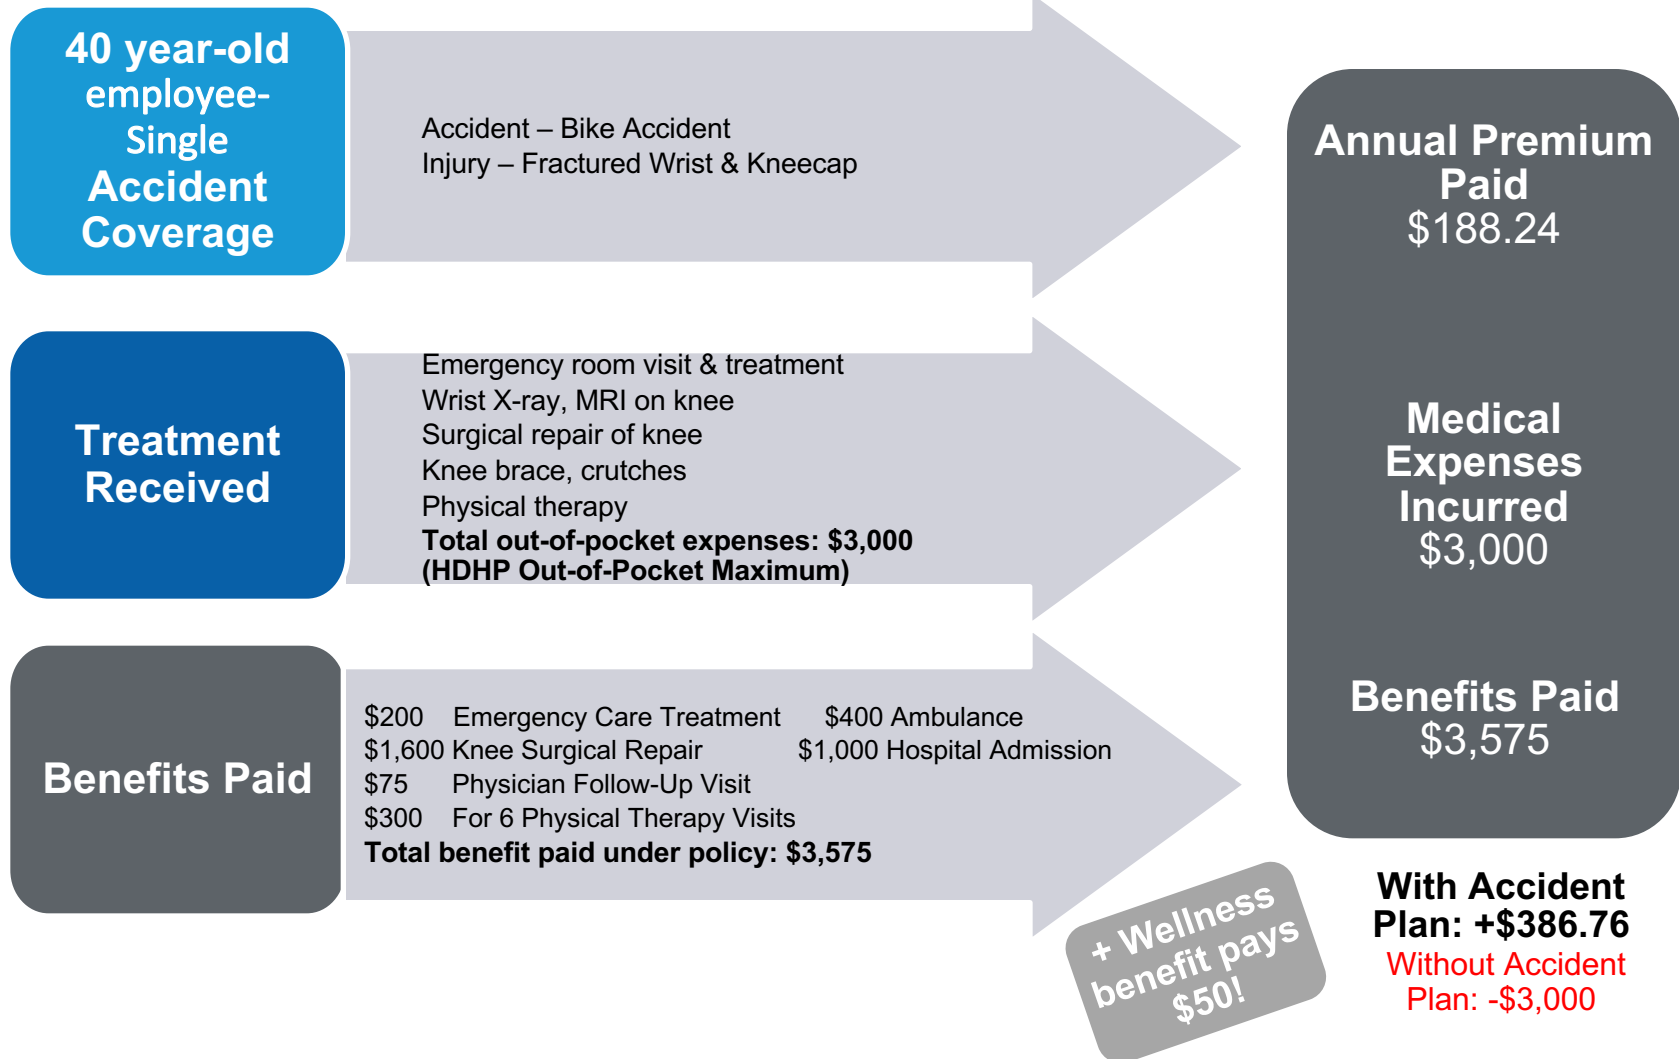 40 year-old
employee-
Single
Accident
Coverage
Accident – Bike Accident
Injury – Fractured Wrist & Kneecap
Treatment
Received
Emergency room visit & treatment
Wrist X-ray, MRI on knee
Surgical repair of knee
Knee brace, crutches
Physical therapy
Total out-of-pocket expenses: $3,000
(HDHP Out-of-Pocket Maximum)
Benefits Paid
$200 Emergency Care Treatment $400 Ambulance
$1,600 Knee Surgical Repair $1,000 Hospital Admission
$75 Physician Follow-Up Visit
$300 For 6 Physical Therapy Visits
Total benefit paid under policy: $3,575
+ Wellness
benefit pays
$50!
Annual Premium
Paid
$188.24
Medical
Expenses
Incurred
$3,000
Benefits Paid
$3,575
With Accident
Plan: +$386.76
Without Accident
Plan: -$3,000